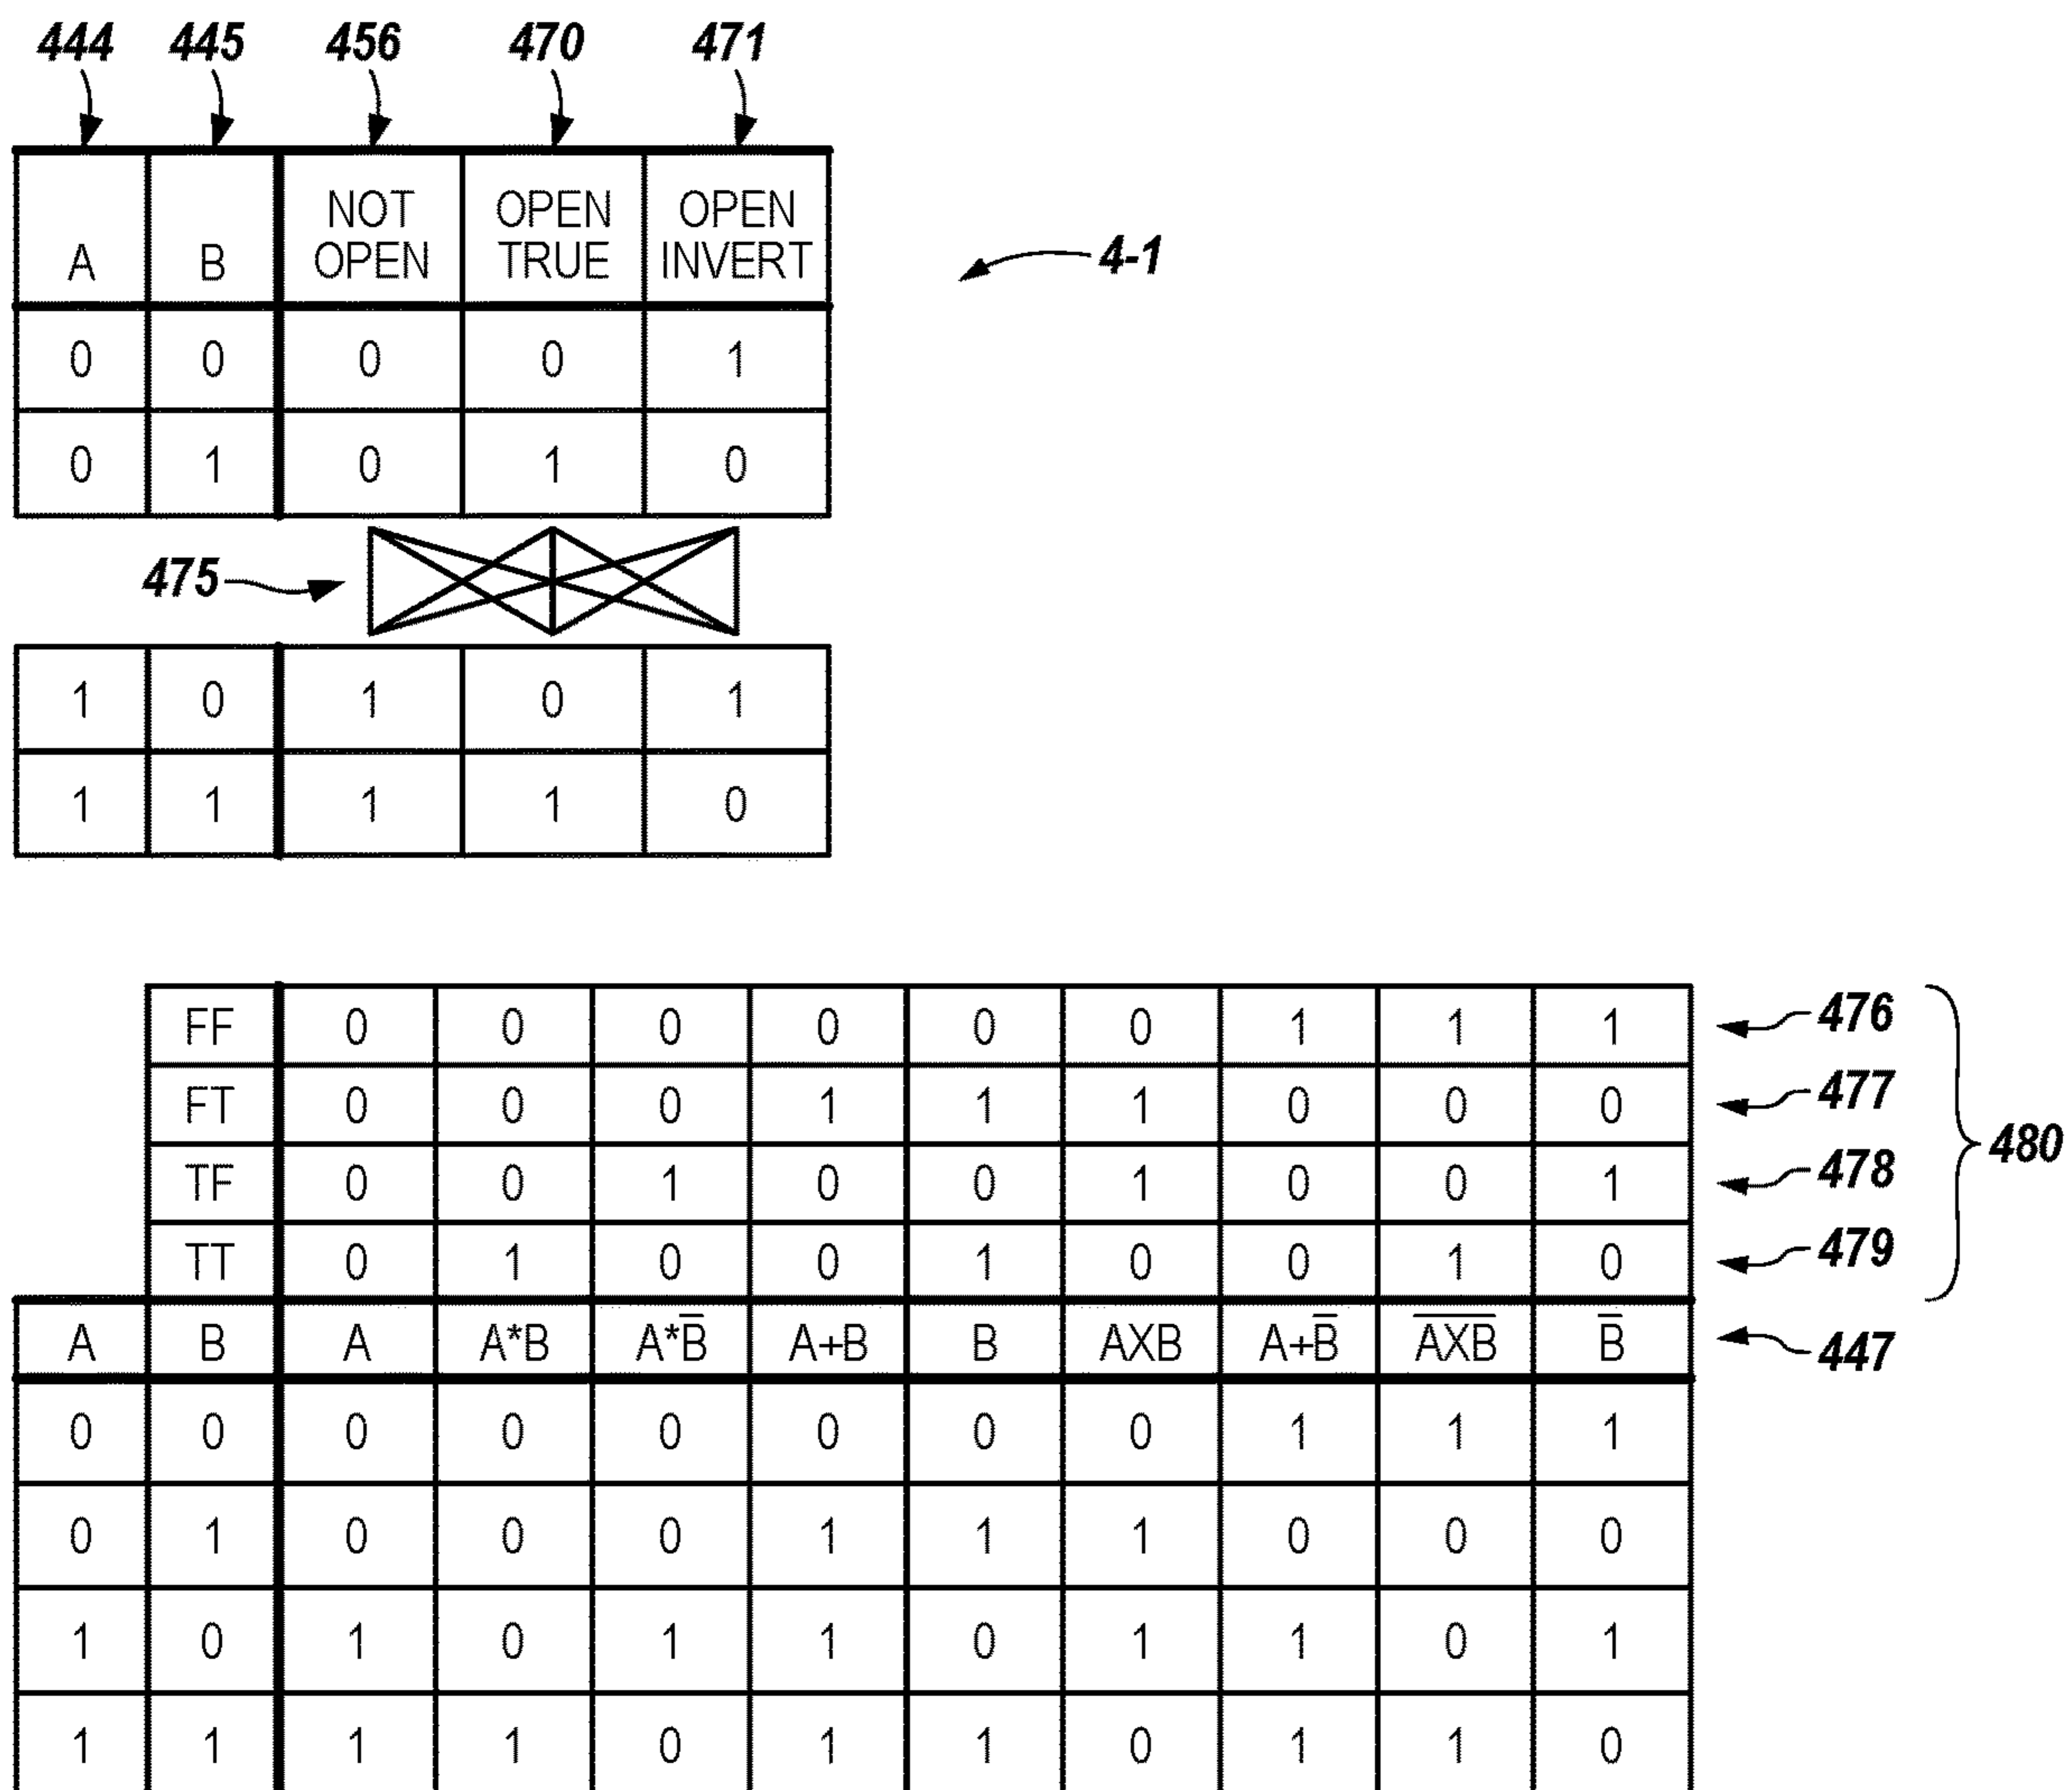 444 445 456 470 471
A B NOT OPEN OPEN TRUE OPEN INVERT
4-1
0 0 0 0 1
0 1 0 1 0
475
1 0 1 0 1
1 1 1 1 0
FF 0 0 0 0 0 0 1 1 1 476
FT 0 0 0 1 1 1 0 0 0 477
480
TF 0 0 1 0 0 1 0 0 1 478
TT 0 1 0 0 1 0 0 1 0 479
A B A A*B A*B̅ A+B B AXB A+B̅ A̅X̅B̅ B̅ 447
0 0 0 0 0 0 0 0 1 1 1
0 1 0 0 0 1 1 1 0 0 0
1 0 1 0 1 1 0 1 1 0 1
1 1 1 1 0 1 1 0 1 1 0